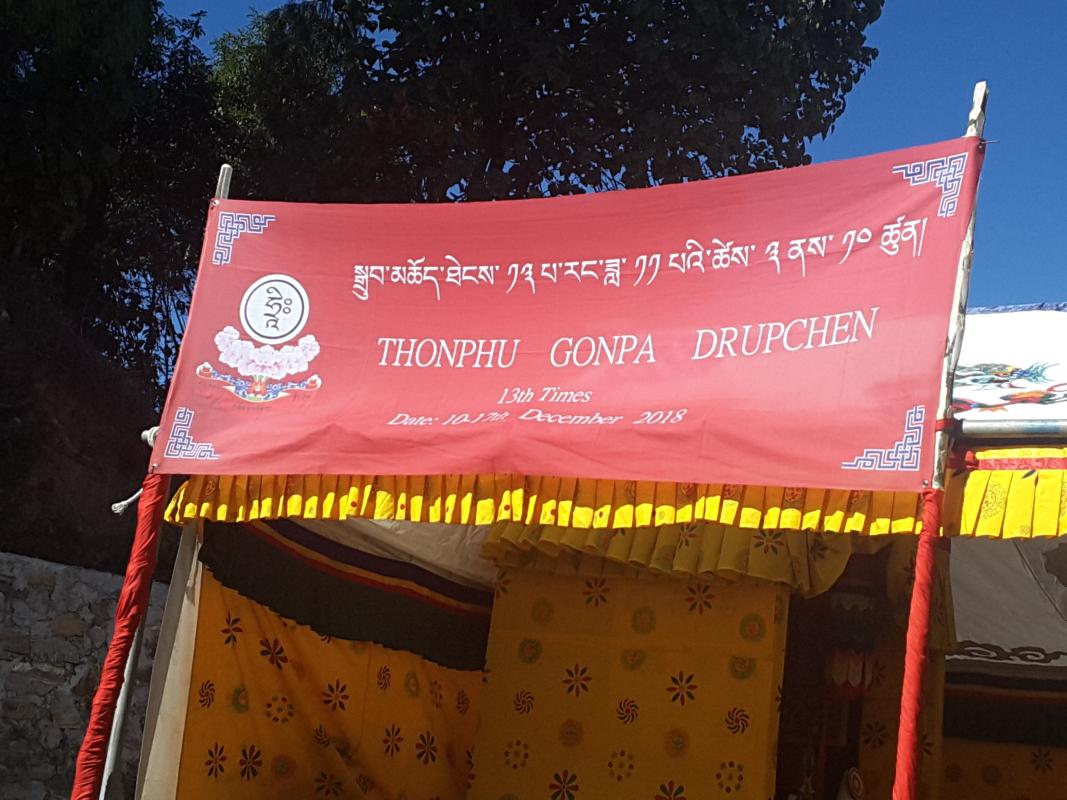 སྒྲུབ་མཆོད་ཐེངས་ ༡༣ པ་རང་ཟླ་ ༡༡ པའི་ཚེས་ ༣ ནས་ ༡༠ ཚུན།
ཧྲཱིཿ
THONPHU GONPA DRUPCHEN
13th Times
Date: 10-17th, December 2018